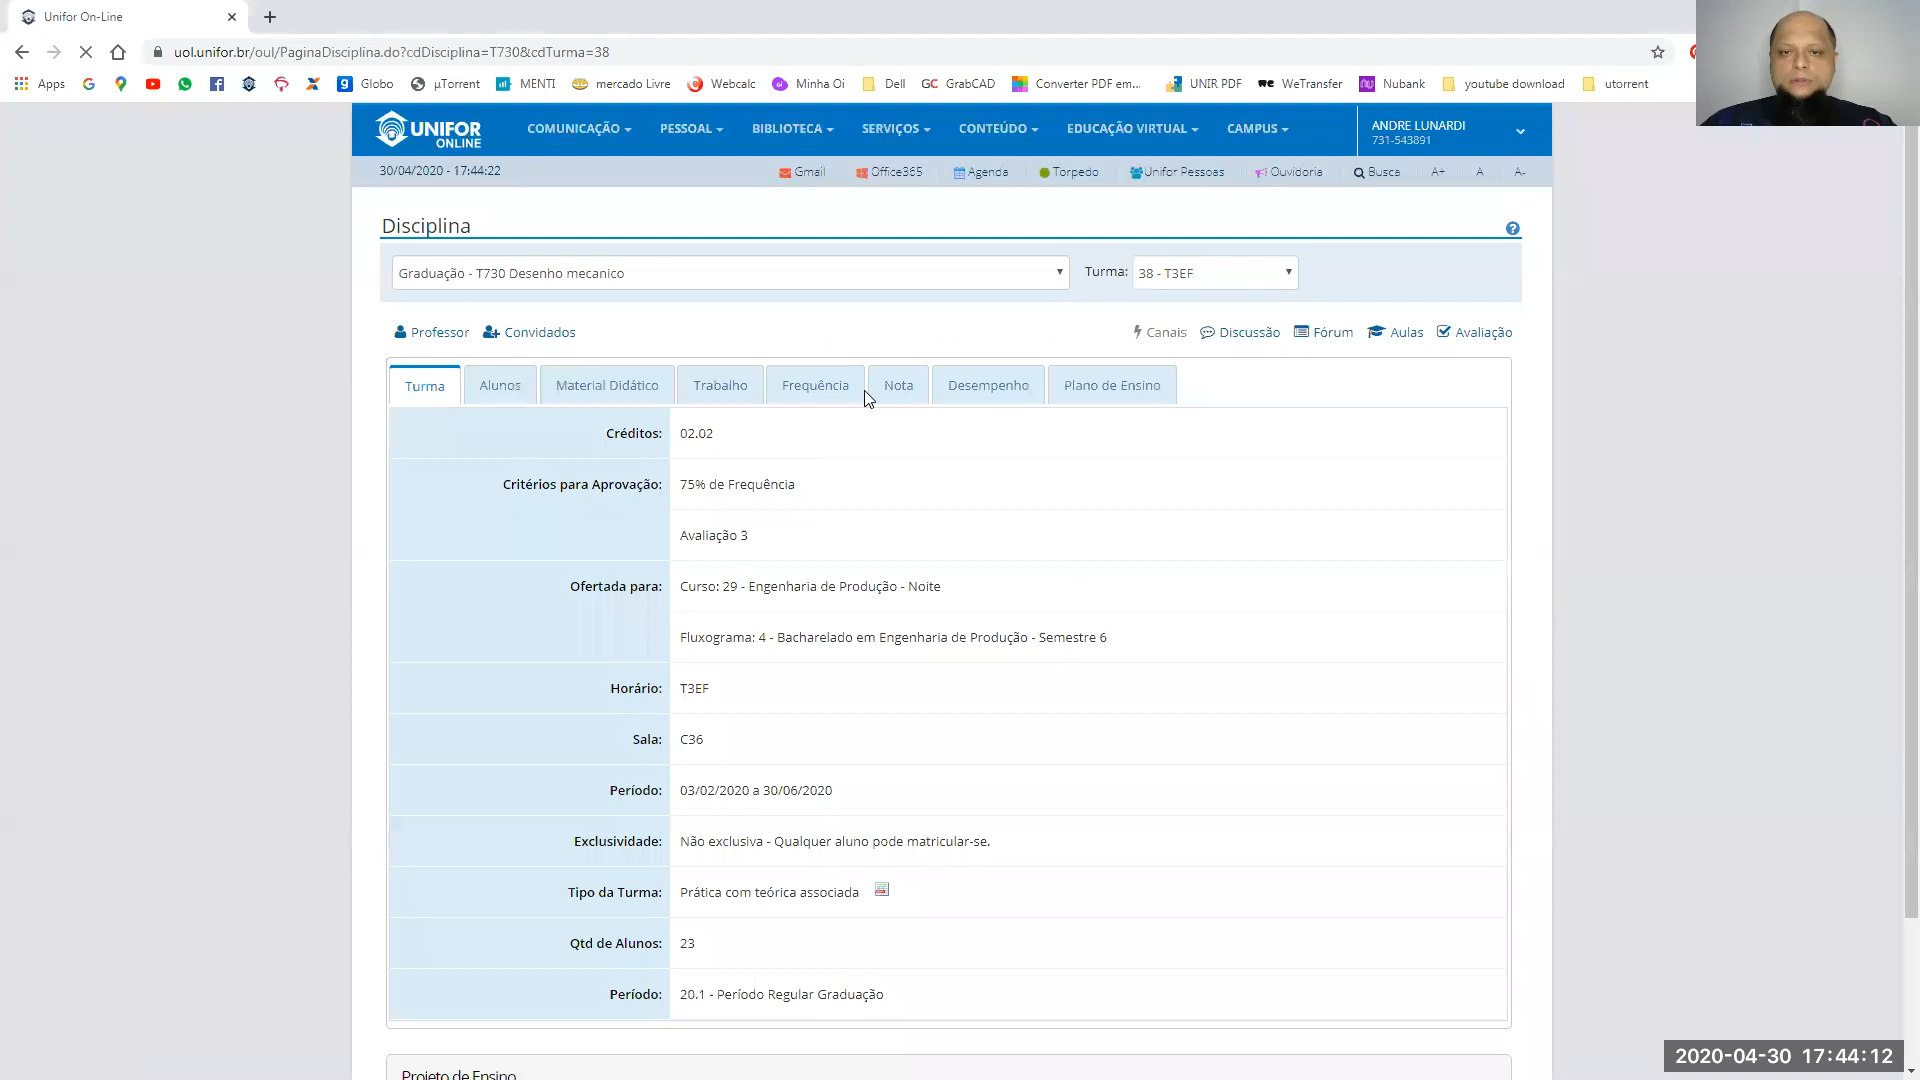 Unifor On-Line
uol.unifor.br/oul/PaginaDisciplina.do?cdDisciplina=T730&cdTurma=38
Apps
Globo
µTorrent
MENTI
mercado Livre
Webcalc
Minha Oi
Dell
GC GrabCAD
Converter PDF em...
UNIR PDF
WeTransfer
Nubank
youtube download
utorrent
UNIFOR ONLINE
COMUNICAÇÃO
PESSOAL
BIBLIOTECA
SERVIÇOS
CONTEÚDO
EDUCAÇÃO VIRTUAL
CAMPUS
ANDRE LUNARDI
731-543891
30/04/2020 - 17:44:22
Gmail
Office365
Agenda
Torpedo
Unifor Pessoas
Ouvidoria
Busca
A+
A
A-
Disciplina
Graduação - T730 Desenho mecanico
Turma: 38 - T3EF
Professor
Convidados
Canais
Discussão
Fórum
Aulas
Avaliação
Turma
Alunos
Material Didático
Trabalho
Frequência
Nota
Desempenho
Plano de Ensino
Créditos: 02.02
Critérios para Aprovação: 75% de Frequência
Avaliação 3
Ofertada para: Curso: 29 - Engenharia de Produção - Noite
Fluxograma: 4 - Bacharelado em Engenharia de Produção - Semestre 6
Horário: T3EF
Sala: C36
Período: 03/02/2020 a 30/06/2020
Exclusividade: Não exclusiva - Qualquer aluno pode matricular-se.
Tipo da Turma: Prática com teórica associada
Qtd de Alunos: 23
Período: 20.1 - Período Regular Graduação
Projeto de Ensino
2020-04-30 17:44:12